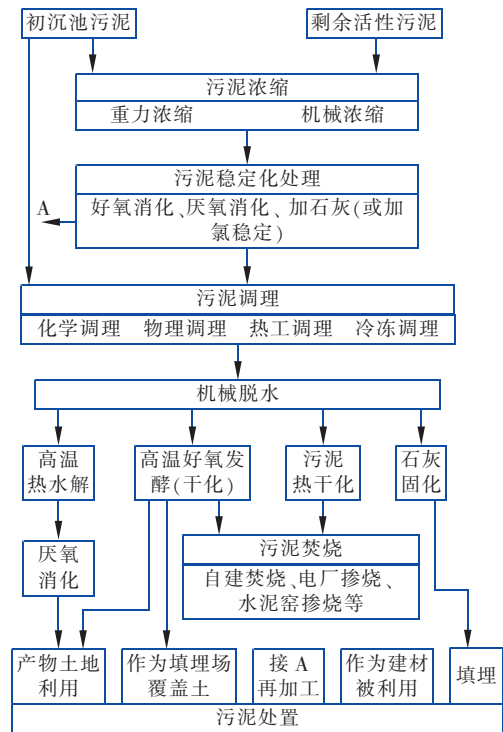 初沉池污泥
剩余活性污泥
污泥浓缩
重力浓缩 机械浓缩
污泥稳定化处理
A
好氧消化、厌氧消化、加石灰(或加
氯稳定)
污泥调理
化学调理 物理调理 热工调理 冷冻调理
机械脱水
高温
热水解
高温好氧发
酵(干化)
污泥
热干化
石灰
固化
厌氧
消化
污泥焚烧
自建焚烧、电厂掺烧、
水泥窑掺烧等
产物土地
利用
作为填埋场
覆盖土
接 A
再加工
作为建材
被利用
填埋
污泥处置